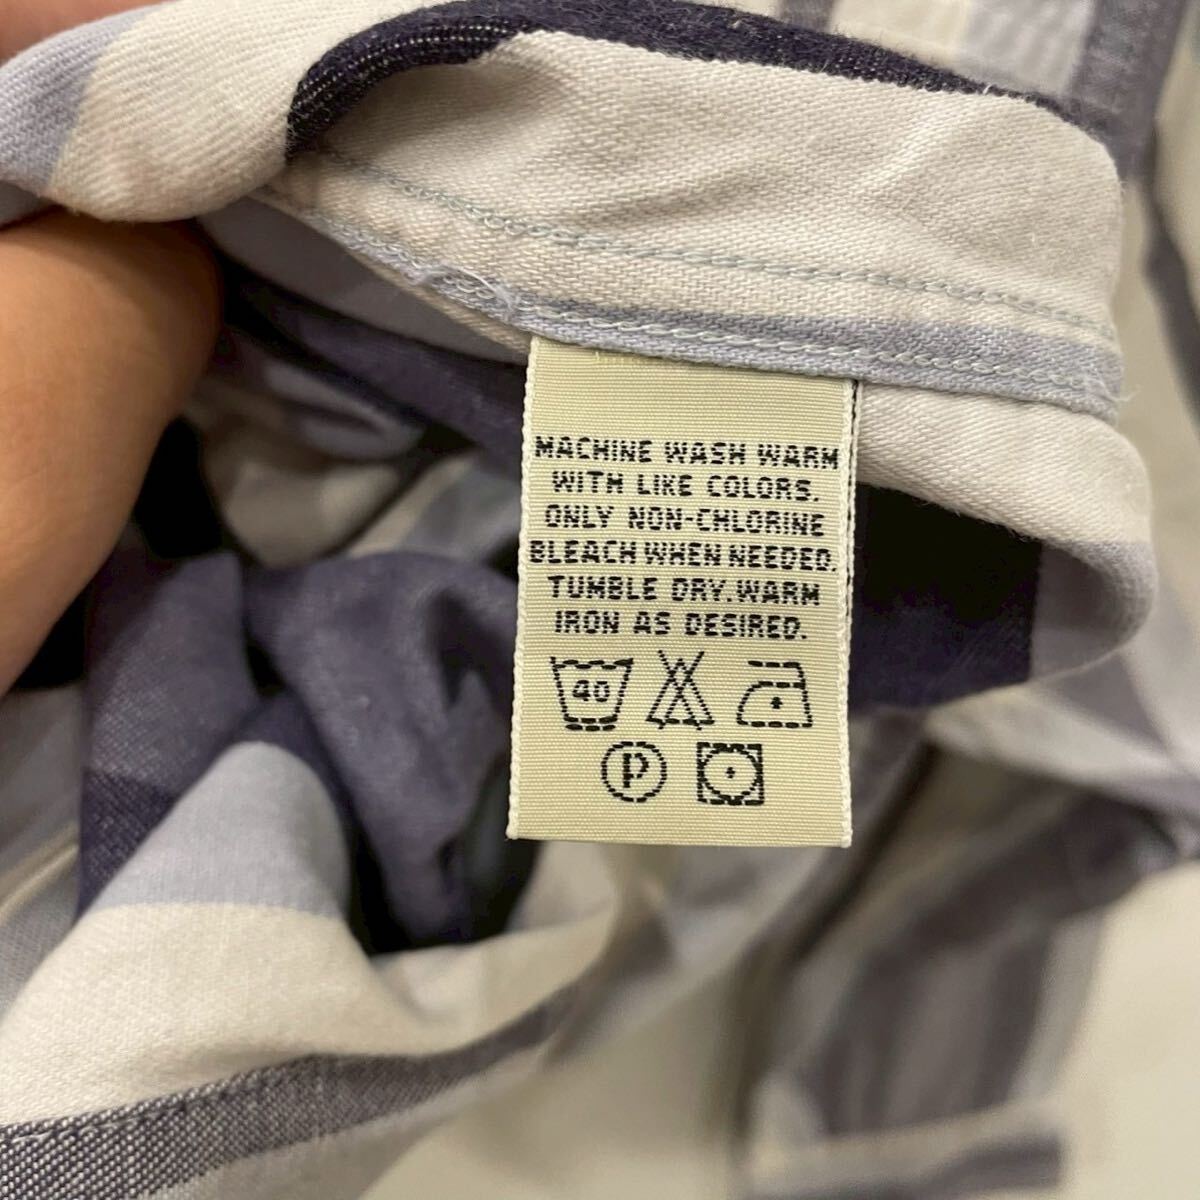 MACHINE WASH WARM
WITH LIKE COLORS.
ONLY NON-CHLORINE
BLEACH WHEN NEEDED.
TUMBLE DRY.WARM
IRON AS DESIRED.
40
P